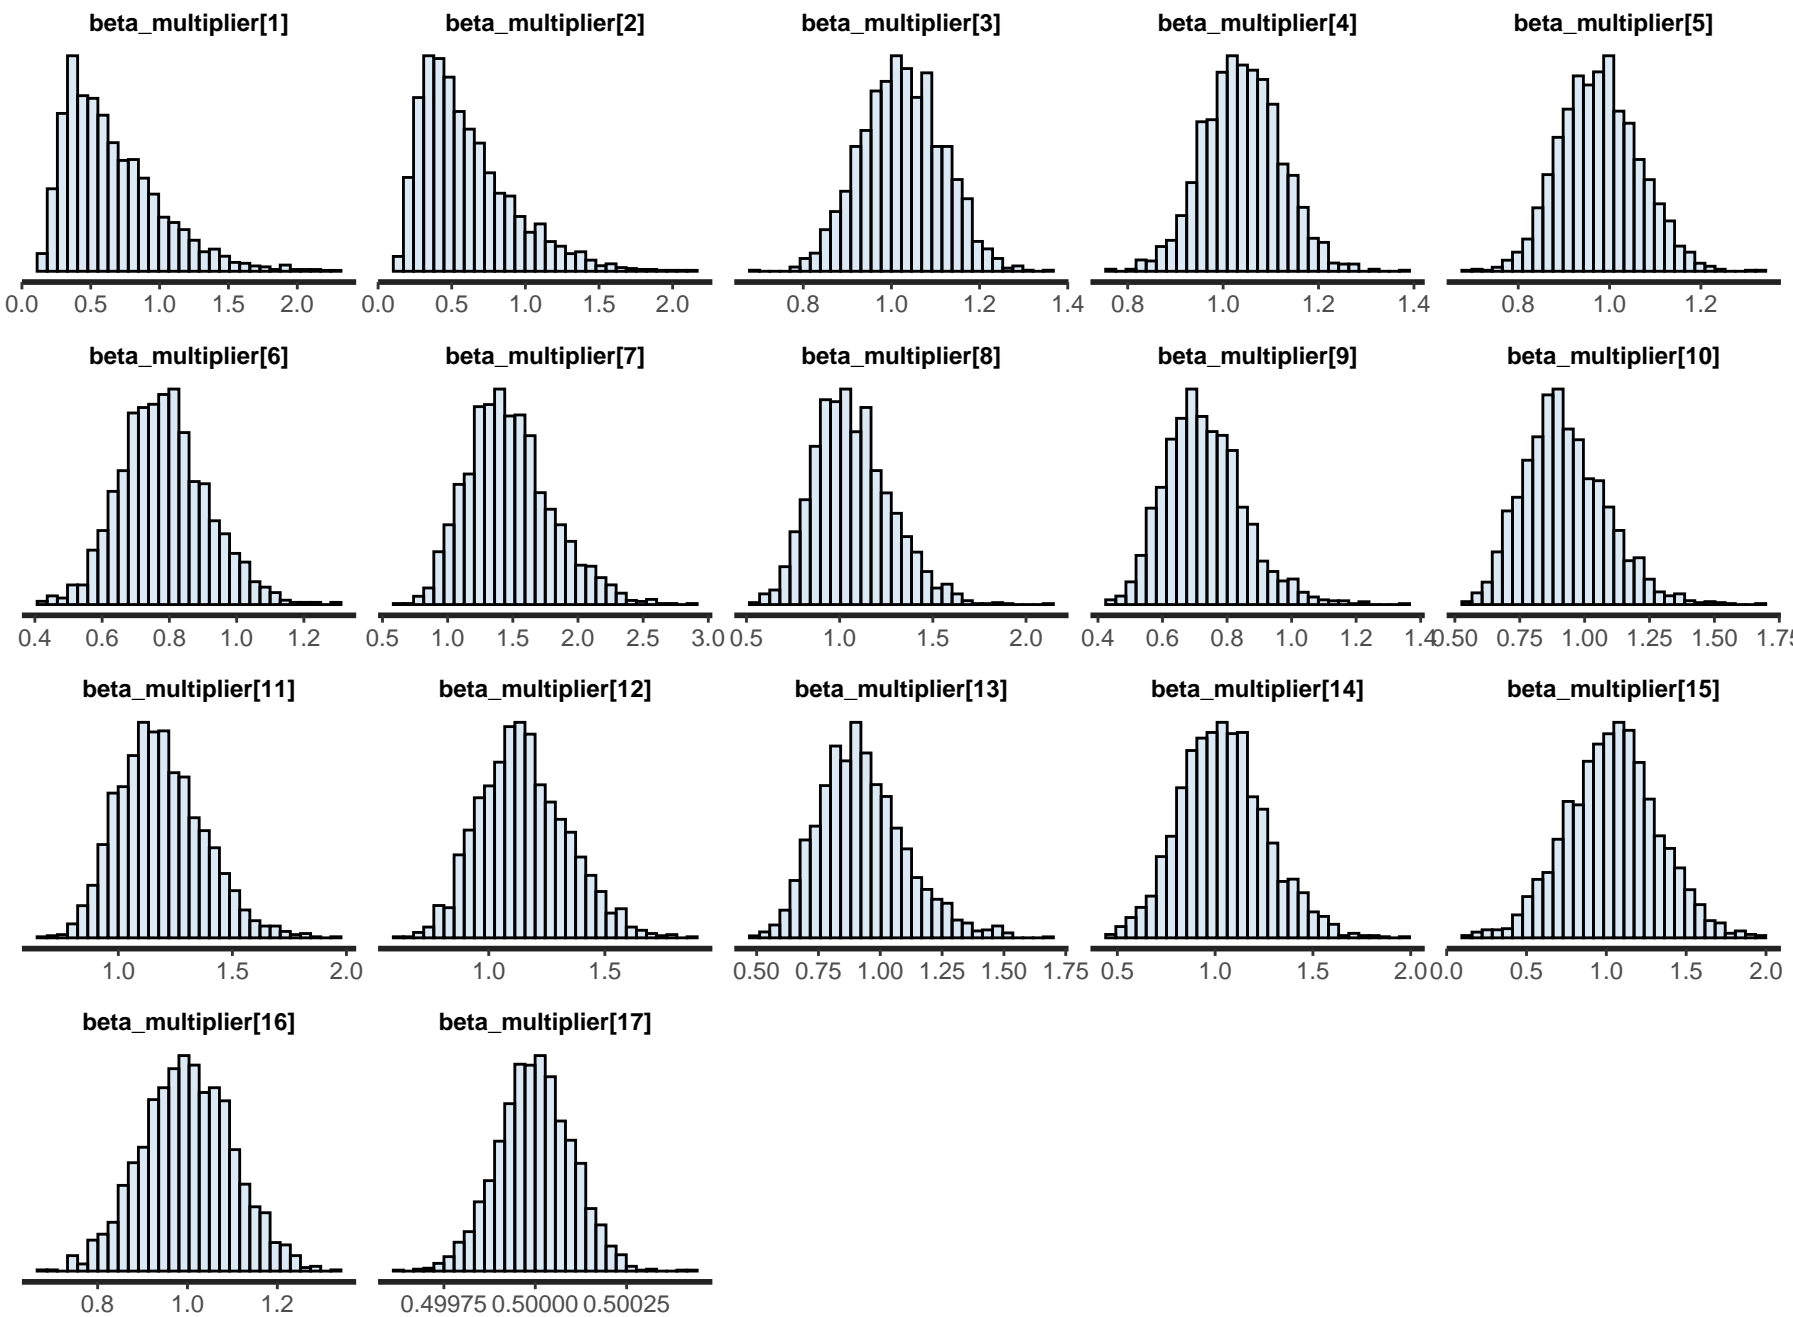 beta_multiplier[1] beta_multiplier[2] beta_multiplier[3] beta_multiplier[4] beta_multiplier[5]
0.0 0.5 1.0 1.5 2.0 0.0 0.5 1.0 1.5 2.0 0.8 1.0 1.2 1.4 0.8 1.0 1.2 1.4 0.8 1.0 1.2
beta_multiplier[6] beta_multiplier[7] beta_multiplier[8] beta_multiplier[9] beta_multiplier[10]
0.4 0.6 0.8 1.0 1.2 0.5 1.0 1.5 2.0 2.5 3.0 0.5 1.0 1.5 2.0 0.4 0.6 0.8 1.0 1.2 1.4 0.50 0.75 1.00 1.25 1.50 1.75
beta_multiplier[11] beta_multiplier[12] beta_multiplier[13] beta_multiplier[14] beta_multiplier[15]
1.0 1.5 2.0 1.0 1.5 0.50 0.75 1.00 1.25 1.50 1.75 0.5 1.0 1.5 2.0 0.0 0.5 1.0 1.5 2.0
beta_multiplier[16] beta_multiplier[17]
0.8 1.0 1.2 0.49975 0.50000 0.50025